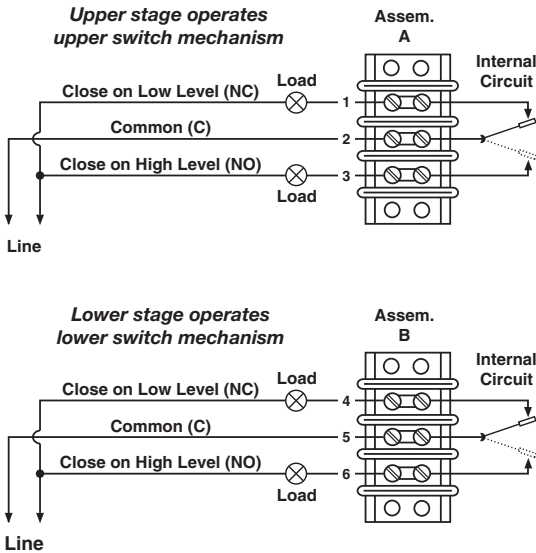 Upper stage operates
upper switch mechanism
Assem.
A
Internal
Circuit
Load
Close on Low Level (NC)
1
Common (C)
2
Close on High Level (NO)
3
Load
Line
Lower stage operates
lower switch mechanism
Assem.
B
Internal
Circuit
Load
Close on Low Level (NC)
4
Common (C)
5
Close on High Level (NO)
6
Load
Line